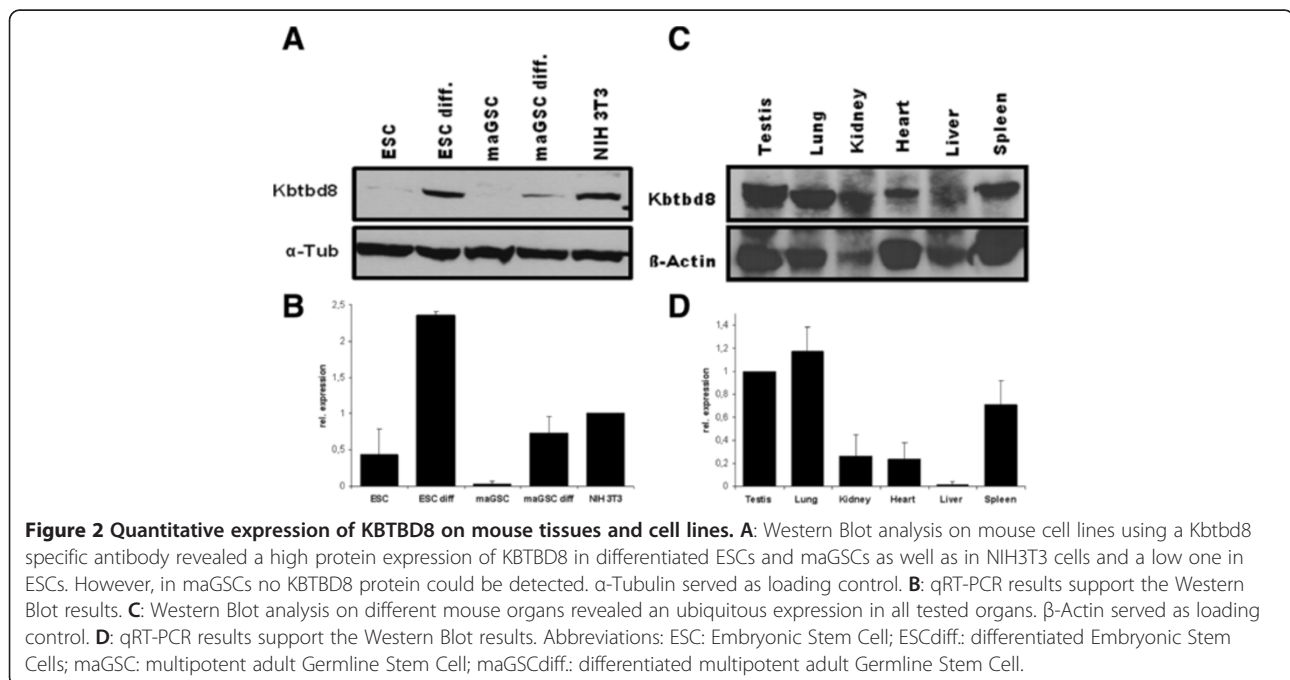 A
ESC
ESC diff.
maGSC
maGSC diff.
NIH 3T3
Kbtbd8
α-Tub
C
Testis
Lung
Kidney
Heart
Liver
Spleen
Kbtbd8
ß-Actin
B
rel. expression
2,5
2
1,5
1
0,5
0
ESC
ESC diff
maGSC
maGSC diff
NIH 3T3
D
rel. expression
1,4
1,2
1
0,8
0,6
0,4
0,2
0
Testis
Lung
Kidney
Heart
Liver
Spleen
Figure 2 Quantitative expression of KBTBD8 on mouse tissues and cell lines. A: Western Blot analysis on mouse cell lines using a Kbtbd8
specific antibody revealed a high protein expression of KBTBD8 in differentiated ESCs and maGSCs as well as in NIH3T3 cells and a low one in
ESCs. However, in maGSCs no KBTBD8 protein could be detected. α-Tubulin served as loading control. B: qRT-PCR results support the Western
Blot results. C: Western Blot analysis on different mouse organs revealed an ubiquitous expression in all tested organs. β-Actin served as loading
control. D: qRT-PCR results support the Western Blot results. Abbreviations: ESC: Embryonic Stem Cell; ESCdiff.: differentiated Embryonic Stem
Cells; maGSC: multipotent adult Germline Stem Cell; maGSCdiff.: differentiated multipotent adult Germline Stem Cell.